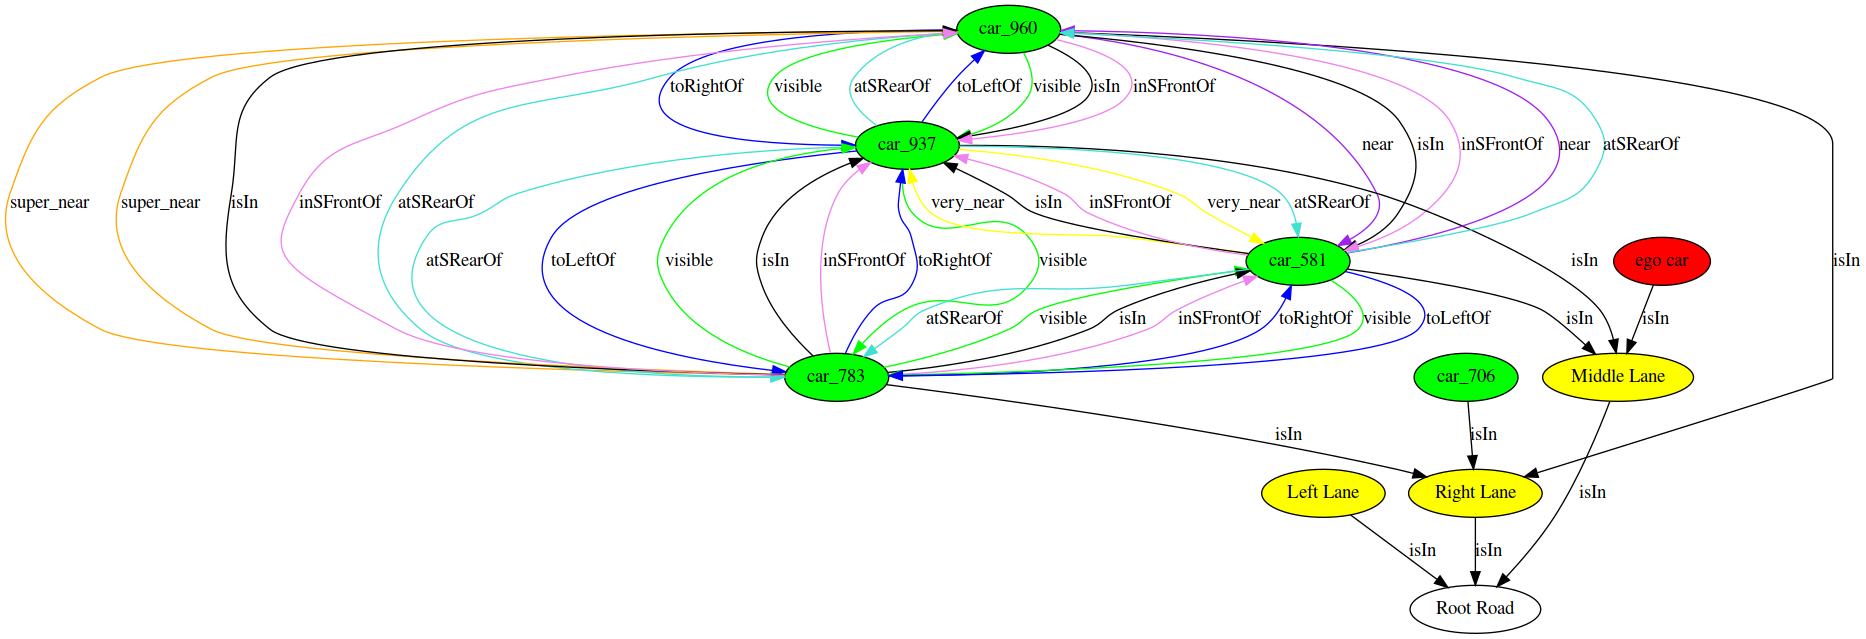 car_960
toRightOf
visible
atSRearOf
toLeftOf
visible
isIn
inSFrontOf
car_937
near
isIn
inSFrontOf
near
atSRearOf
super_near
super_near
isIn
inSFrontOf
atSRearOf
very_near
isIn
inSFrontOf
very_near
atSRearOf
atSRearOf
toLeftOf
visible
isIn
inSFrontOf
toRightOf
visible
car_581
isIn
ego car
isIn
atSRearOf
visible
isIn
inSFrontOf
toRightOf
visible
toLeftOf
isIn
isIn
car_783
car_706
Middle Lane
isIn
isIn
Left Lane
Right Lane
isIn
isIn
isIn
Root Road